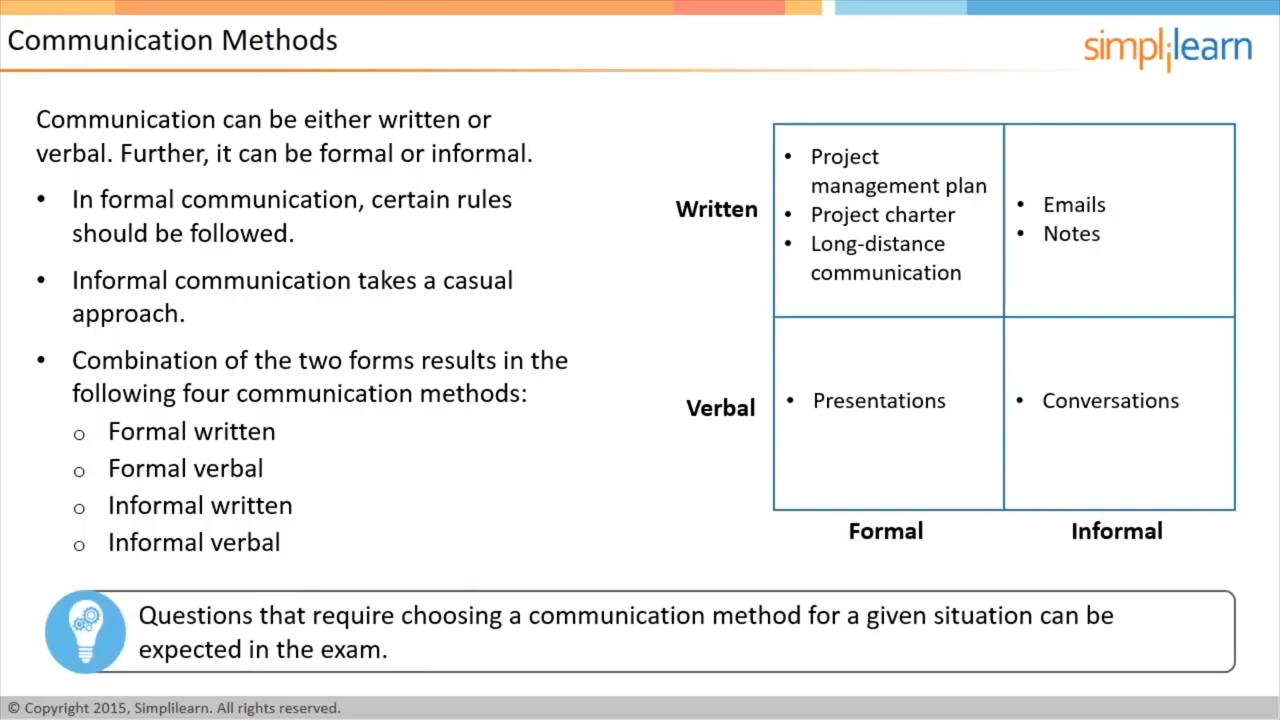 Communication Methods
simplilearn
Communication can be either written or
verbal. Further, it can be formal or informal.
• In formal communication, certain rules
should be followed.
• Informal communication takes a casual
approach.
• Combination of the two forms results in the
following four communication methods:
o Formal written
o Formal verbal
o Informal written
o Informal verbal
Written
• Project
management plan
• Project charter
• Long-distance
communication
• Emails
• Notes
Verbal
• Presentations
• Conversations
Formal
Informal
Questions that require choosing a communication method for a given situation can be
expected in the exam.
© Copyright 2015, Simplilearn. All rights reserved.